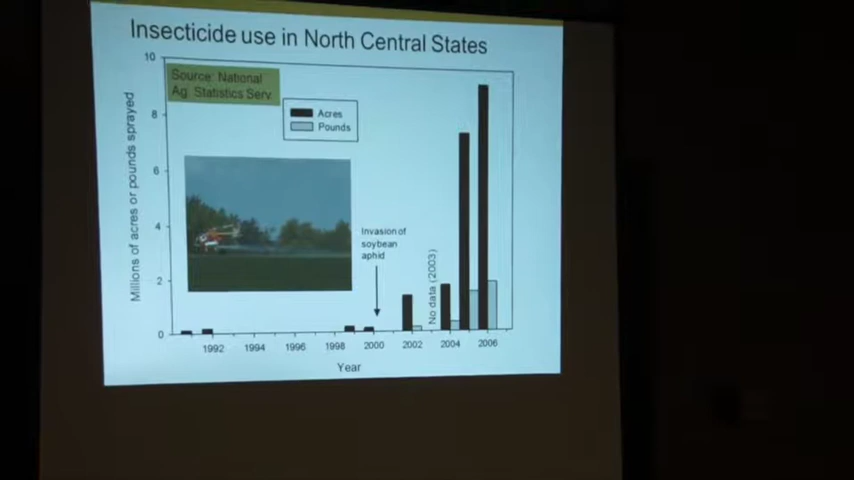 Insecticide use in North Central States
Source: National
Ag. Statistics Serv.
Acres
Pounds
Millions of acres or pounds sprayed
10
8
6
4
2
0
Invasion of
soybean
aphid
No data (2003)
1992 1994 1996 1998 2000 2002 2004 2006
Year